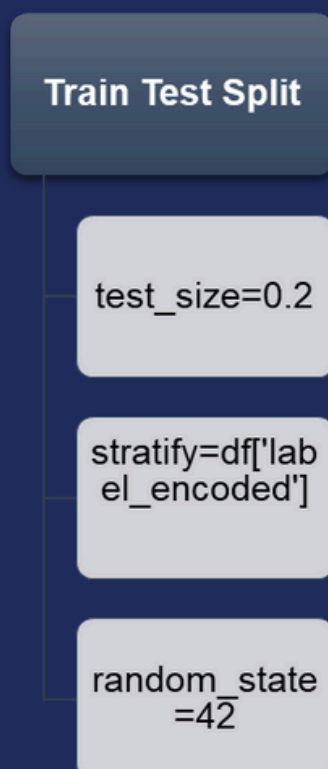 Train Test Split
test_size=0.2
stratify=df['lab
el_encoded']
random_state
=42